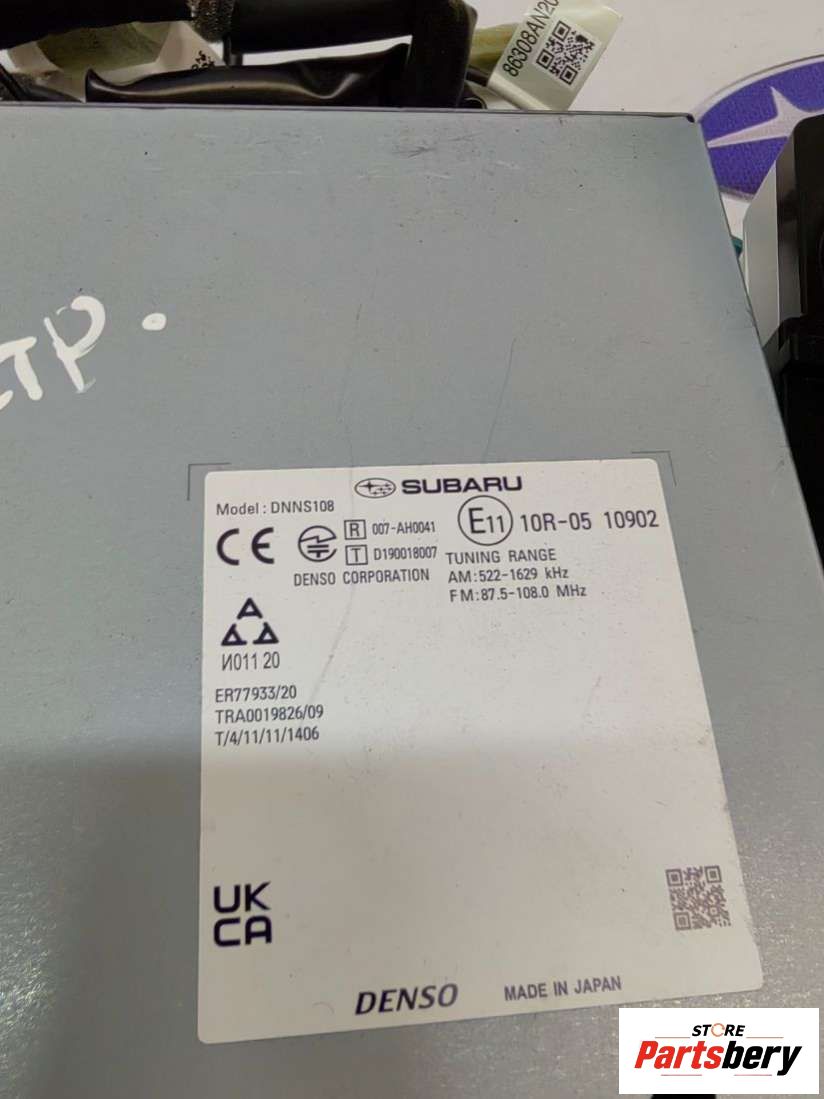 86308AN20
SUBARU
Model : DNNS108
CE
R 007-AH0041
T D190018007
DENSO CORPORATION
E11 10R-05 10902
TUNING RANGE
AM:522-1629 kHz
FM:87.5-108.0 MHz
A
И011 20
ER77933/20
TRA0019826/09
T/4/11/11/1406
UK
CA
DENSO MADE IN JAPAN
STORE
Partsbery